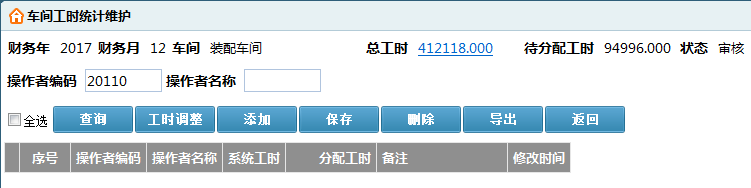 车间工时统计维护
财务年 2017 财务月 12 车间 装配车间 总工时 412118.000 待分配工时 94996.000 状态 审核
操作者编码 20110 操作者名称
全选 查询 工时调整 添加 保存 删除 导出 返回
序号 操作者编码 操作者名称 系统工时 分配工时 备注 修改时间